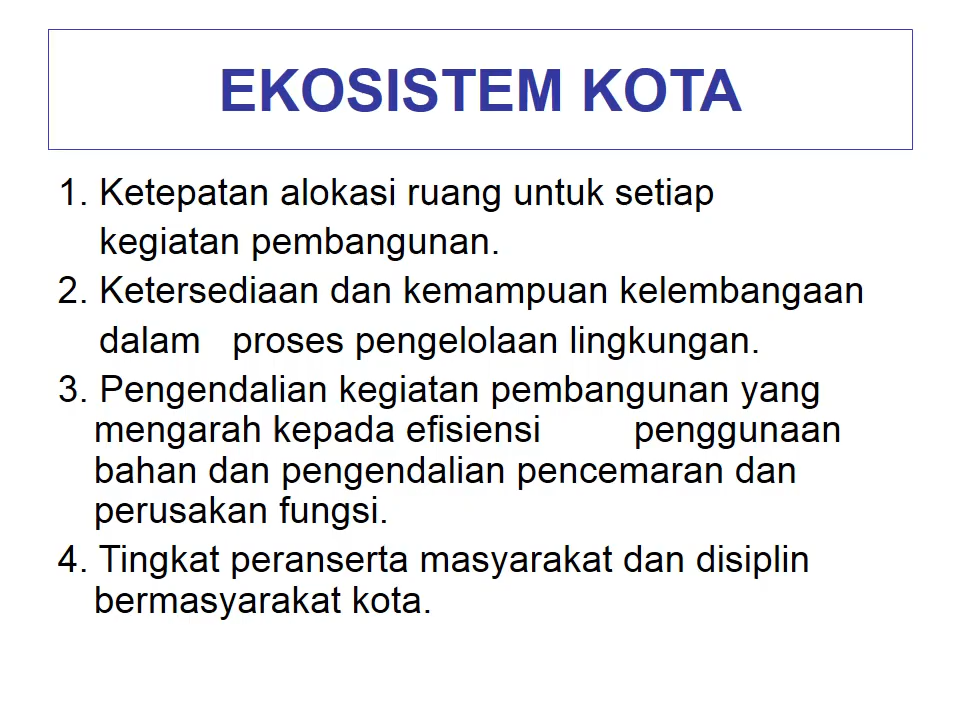 EKOSISTEM KOTA
1. Ketepatan alokasi ruang untuk setiap
kegiatan pembangunan.
2. Ketersediaan dan kemampuan kelembangaan
dalam   proses pengelolaan lingkungan.
3. Pengendalian kegiatan pembangunan yang
mengarah kepada efisiensi         penggunaan
bahan dan pengendalian pencemaran dan
perusakan fungsi.
4. Tingkat peranserta masyarakat dan disiplin
bermasyarakat kota.